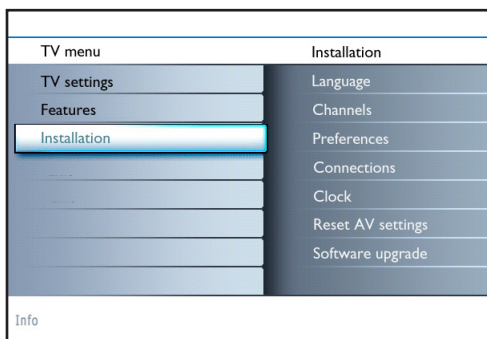 TV menu
Installation
TV settings
Features
Installation
Language
Channels
Preferences
Connections
Clock
Reset AV settings
Software upgrade
Info